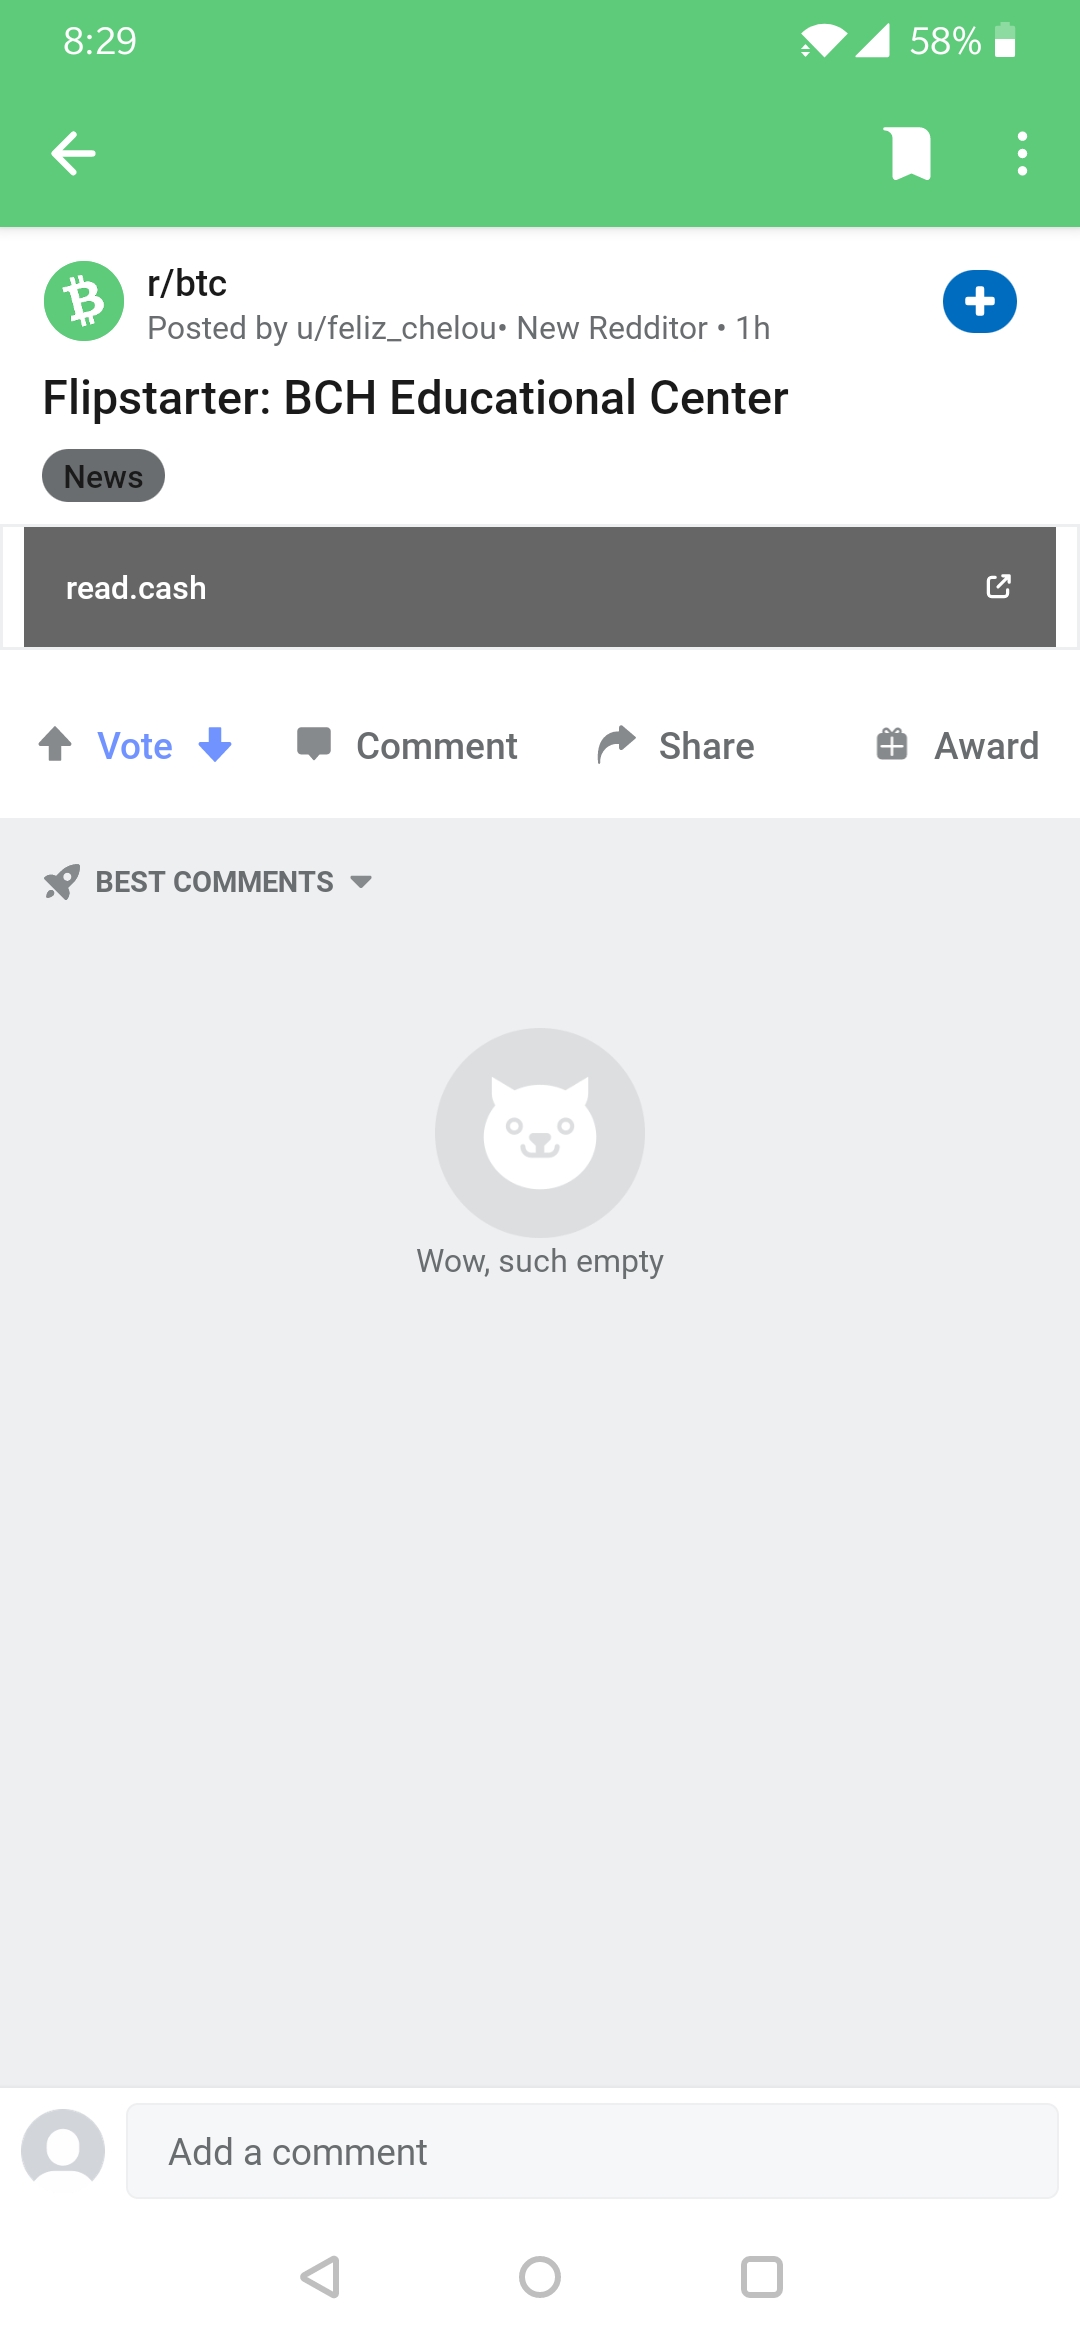 8:29
58%
r/btc
Posted by u/feliz_chelou• New Redditor • 1h
Flipstarter: BCH Educational Center
News
read.cash
Vote
Comment
Share
Award
BEST COMMENTS
Wow, such empty
Add a comment